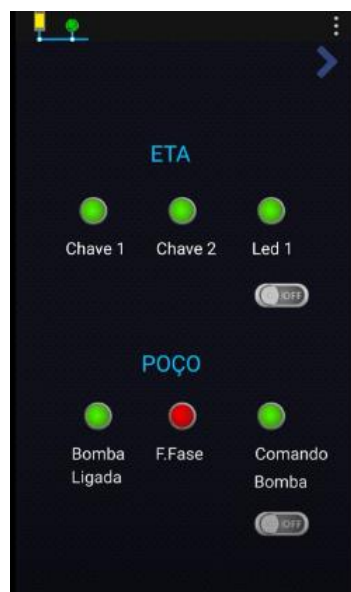 ETA
Chave 1 Chave 2 Led 1
OFF
POÇO
Bomba F.Fase Comando
Ligada Bomba
OFF